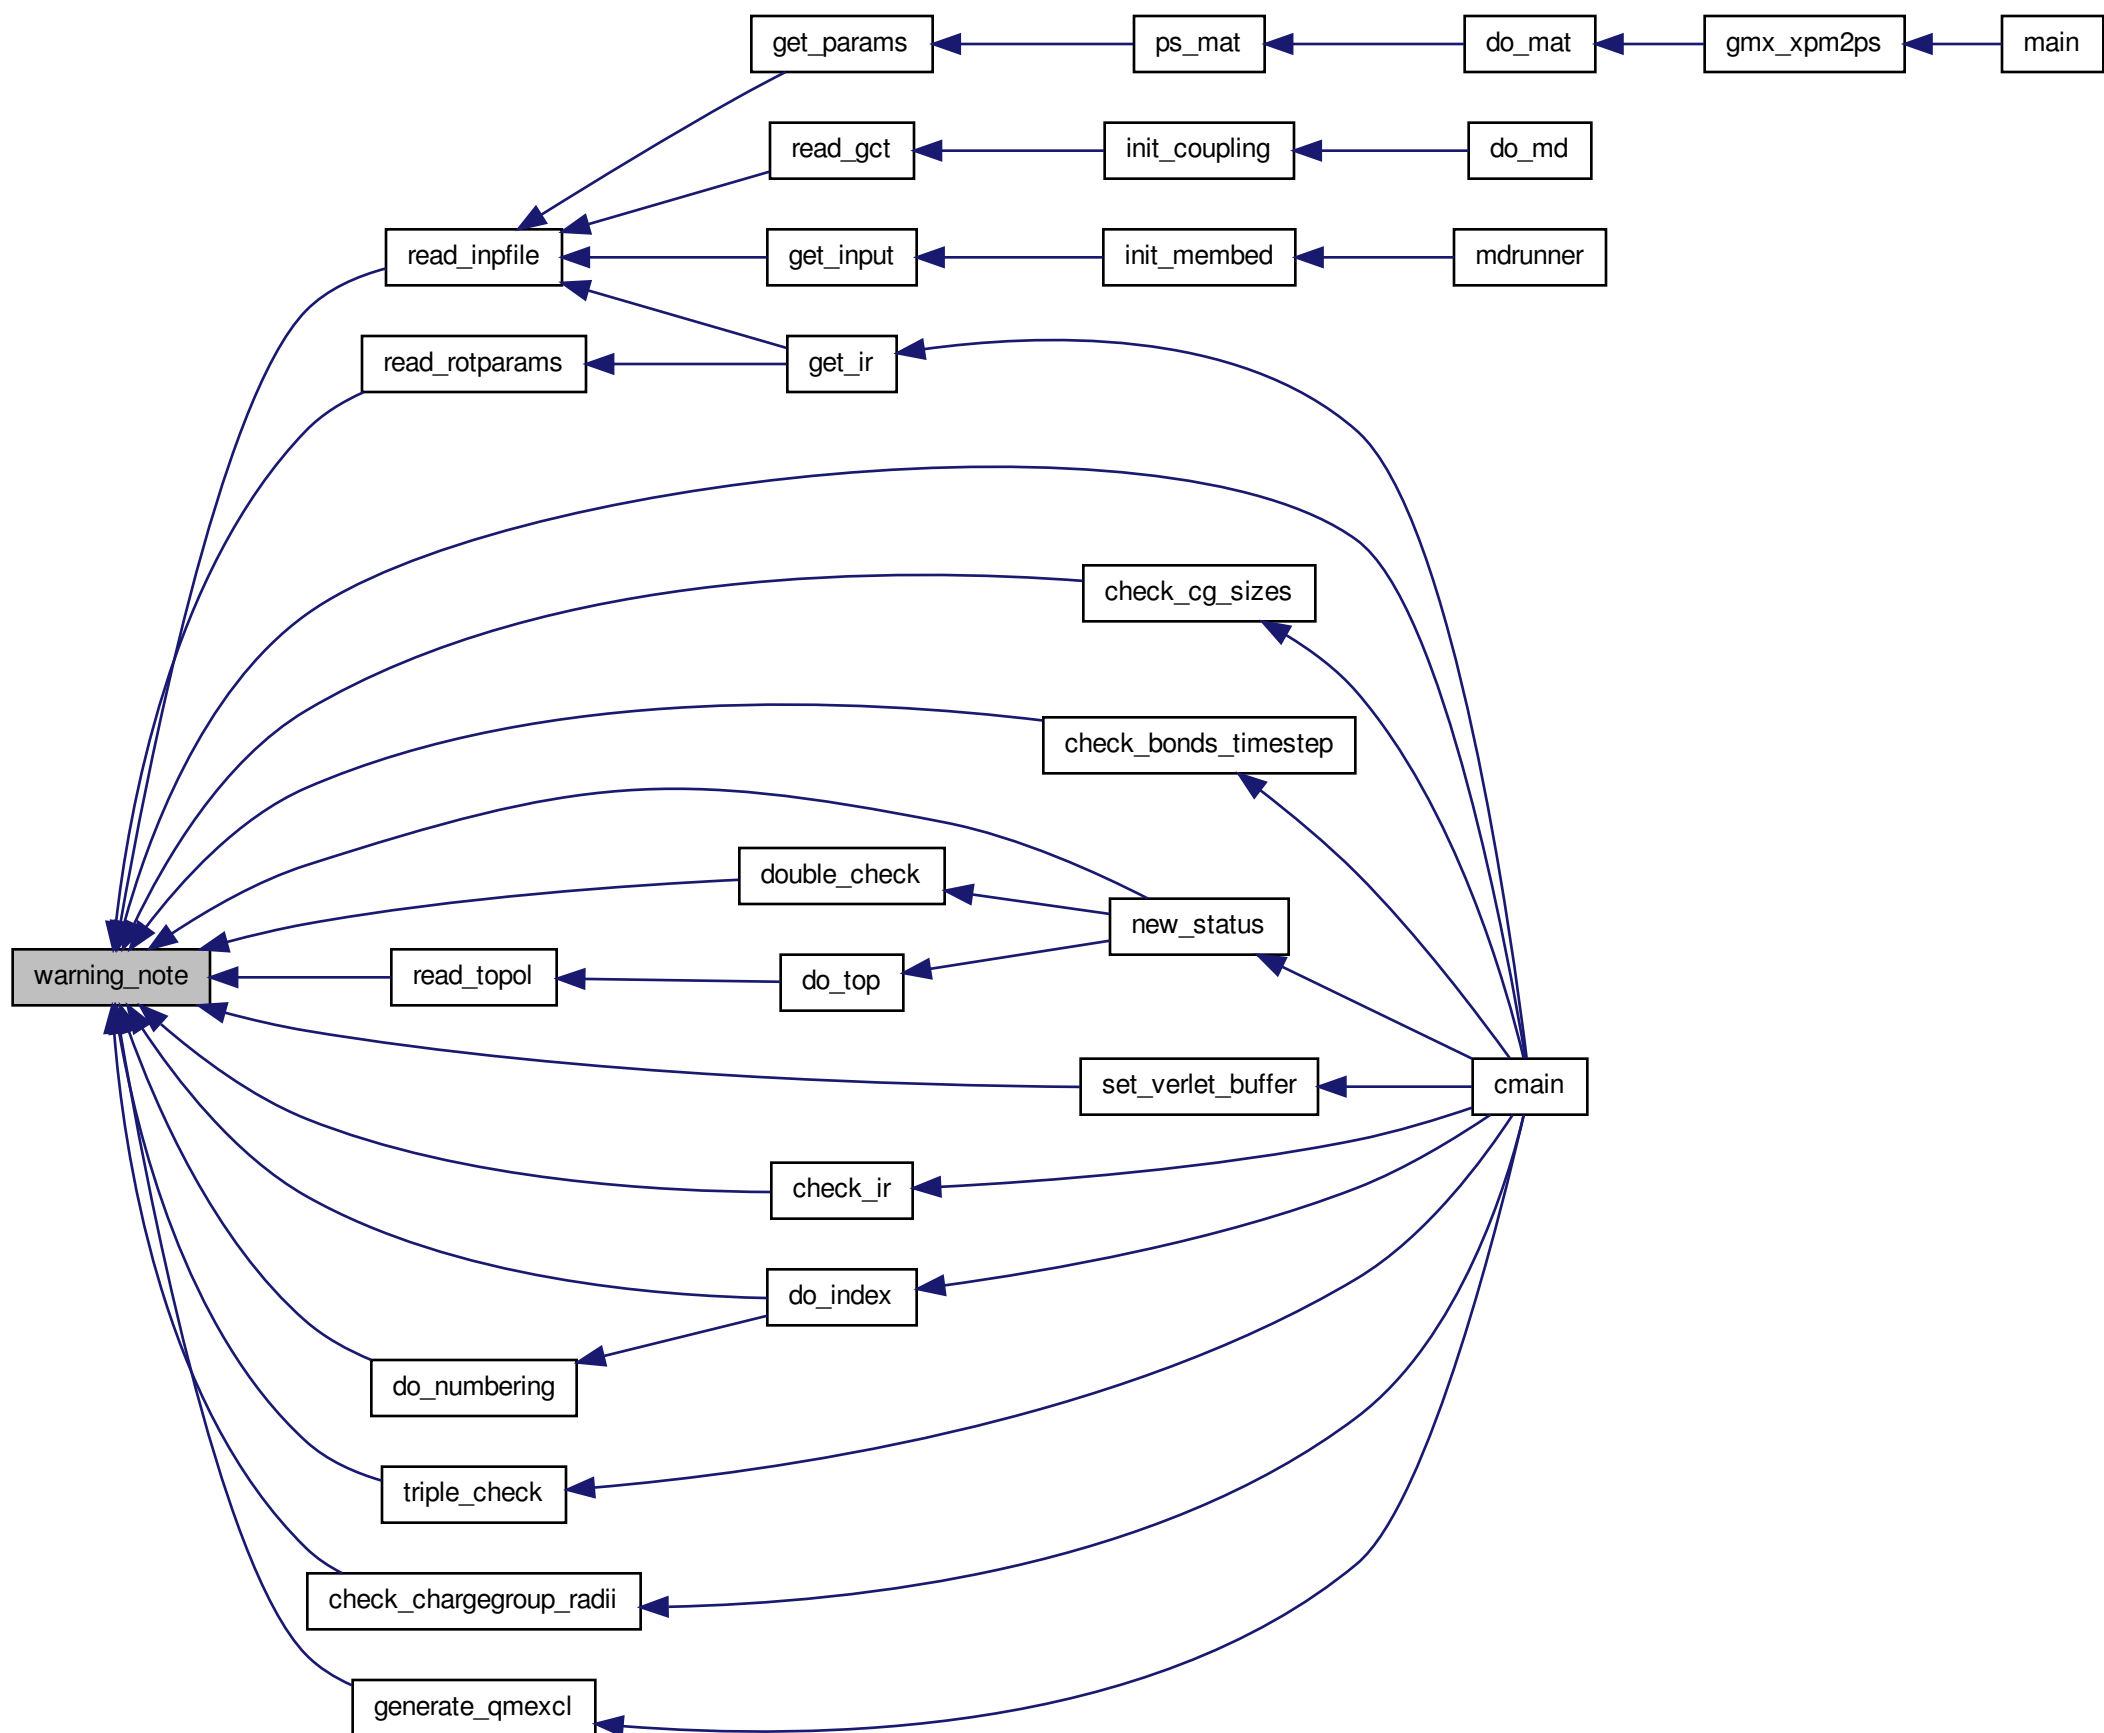 get_params
ps_mat
do_mat
gmx_xpm2ps
main
read_gct
init_coupling
do_md
read_inpfile
get_input
init_membed
mdrunner
read_rotparams
get_ir
check_cg_sizes
check_bonds_timestep
double_check
new_status
warning_note
read_topol
do_top
set_verlet_buffer
cmain
check_ir
do_index
do_numbering
triple_check
check_chargegroup_radii
generate_qmexcl